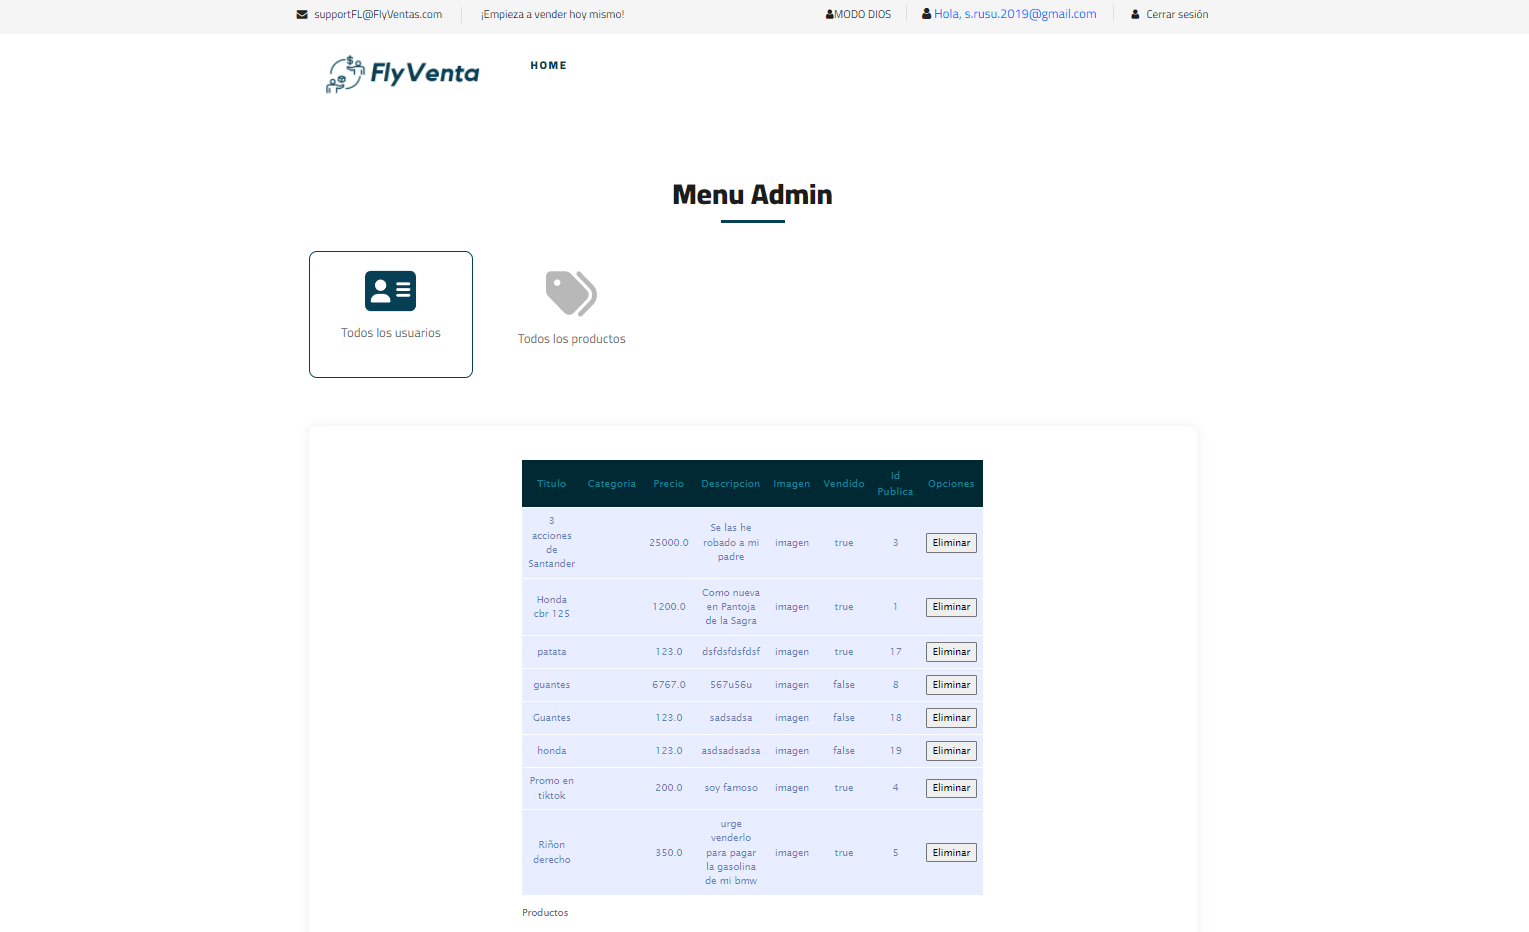 supportFL@FlyVentas.com
¡Empieza a vender hoy mismo!
MODO DIOS
Hola, s.rusu.2019@gmail.com
Cerrar sesión
FlyVenta
HOME
Menu Admin
Todos los usuarios
Todos los productos
Titulo Categoria Precio Descripcion Imagen Vendido Id Publica Opciones
3 acciones de Santander 25000.0 Se las he robado a mi padre imagen true 3 Eliminar
Honda cbr 125 1200.0 Como nueva en Pantoja de la Sagra imagen true 1 Eliminar
patata 123.0 dsfdsfdsfdsf imagen true 17 Eliminar
guantes 6767.0 567u56u imagen false 8 Eliminar
Guantes 123.0 sadsadsa imagen false 18 Eliminar
honda 123.0 asdsadsadsa imagen false 19 Eliminar
Promo en tiktok 200.0 soy famoso imagen true 4 Eliminar
Riñon derecho 350.0 urge venderlo para pagar la gasolina de mi bmw imagen true 5 Eliminar
Productos